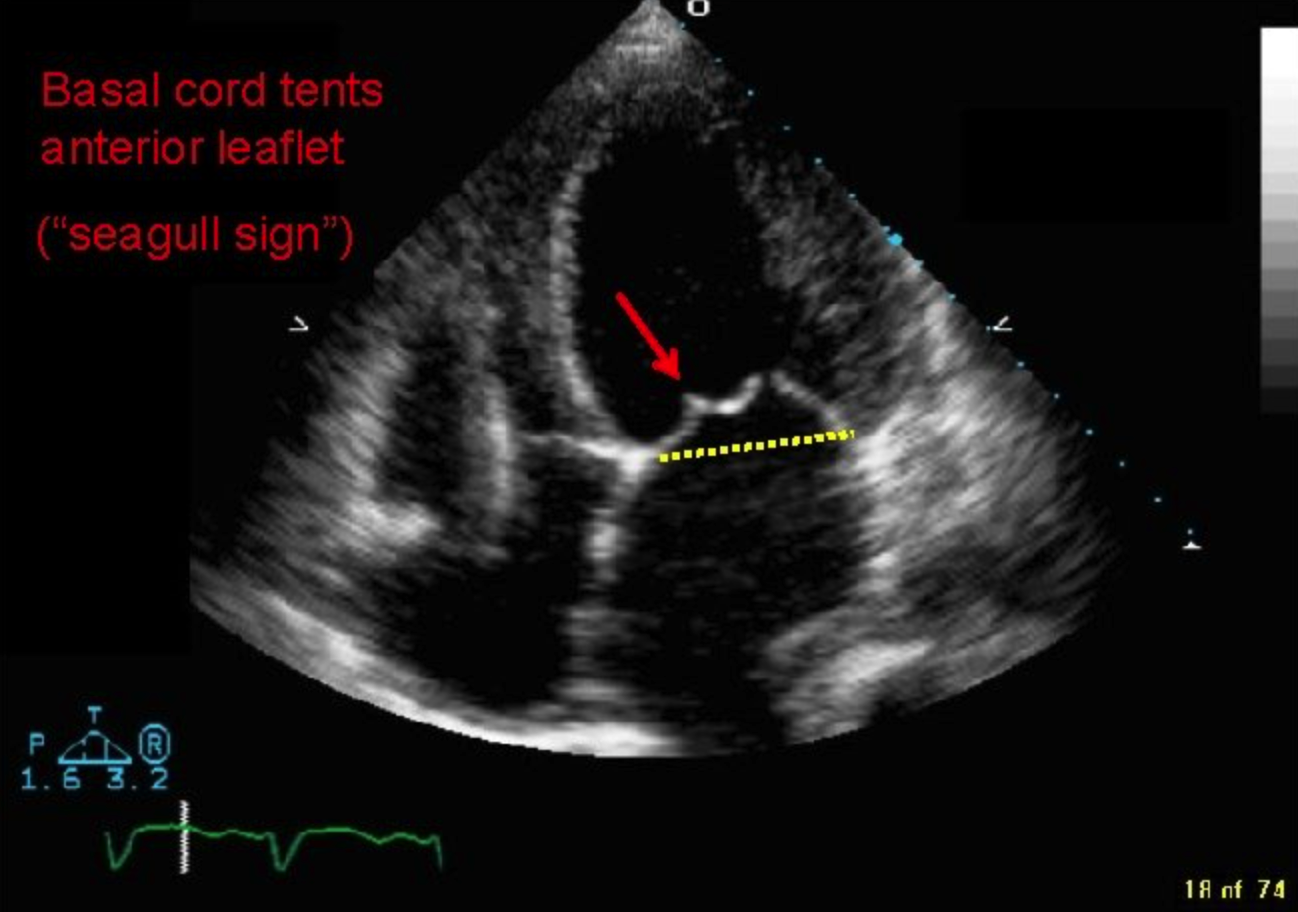 Basal cord tents
anterior leaflet
(“seagull sign”)
T
P R
1.6 3.2
18 of 74